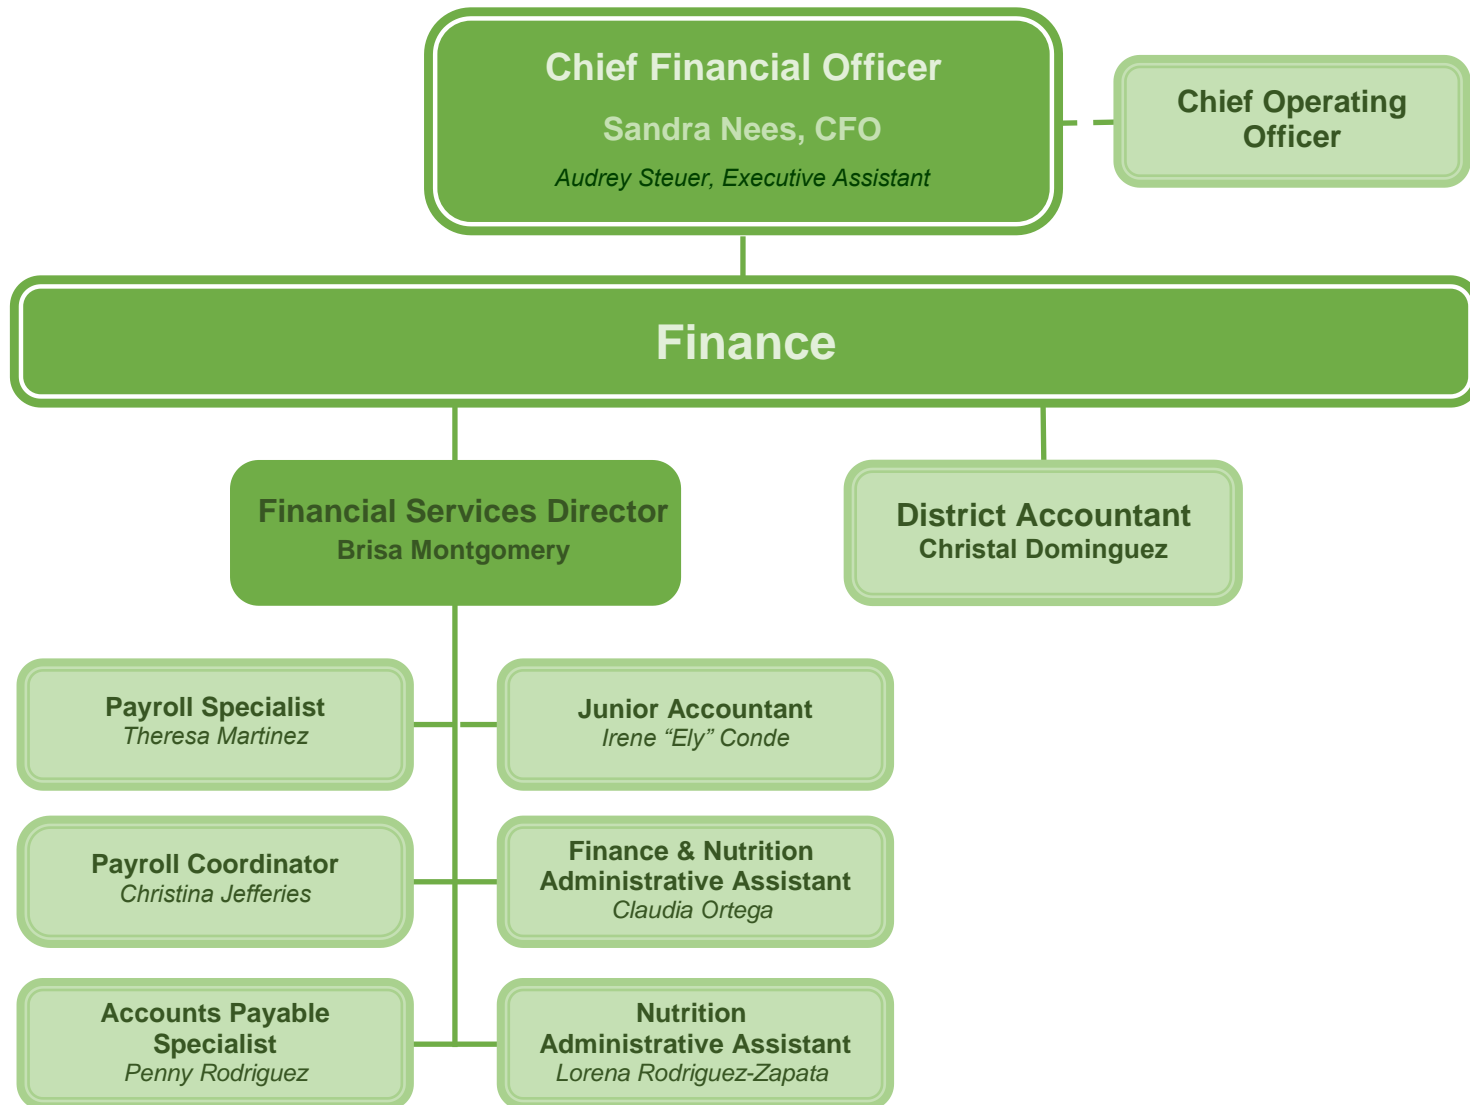 Chief Financial Officer
Sandra Nees, CFO
Audrey Steuer, Executive Assistant
Chief Operating
Officer
Finance
Financial Services Director
Brisa Montgomery
District Accountant
Christal Dominguez
Payroll Specialist
Theresa Martinez
Junior Accountant
Irene “Ely” Conde
Payroll Coordinator
Christina Jefferies
Finance & Nutrition
Administrative Assistant
Claudia Ortega
Accounts Payable
Specialist
Penny Rodriguez
Nutrition
Administrative Assistant
Lorena Rodriguez-Zapata